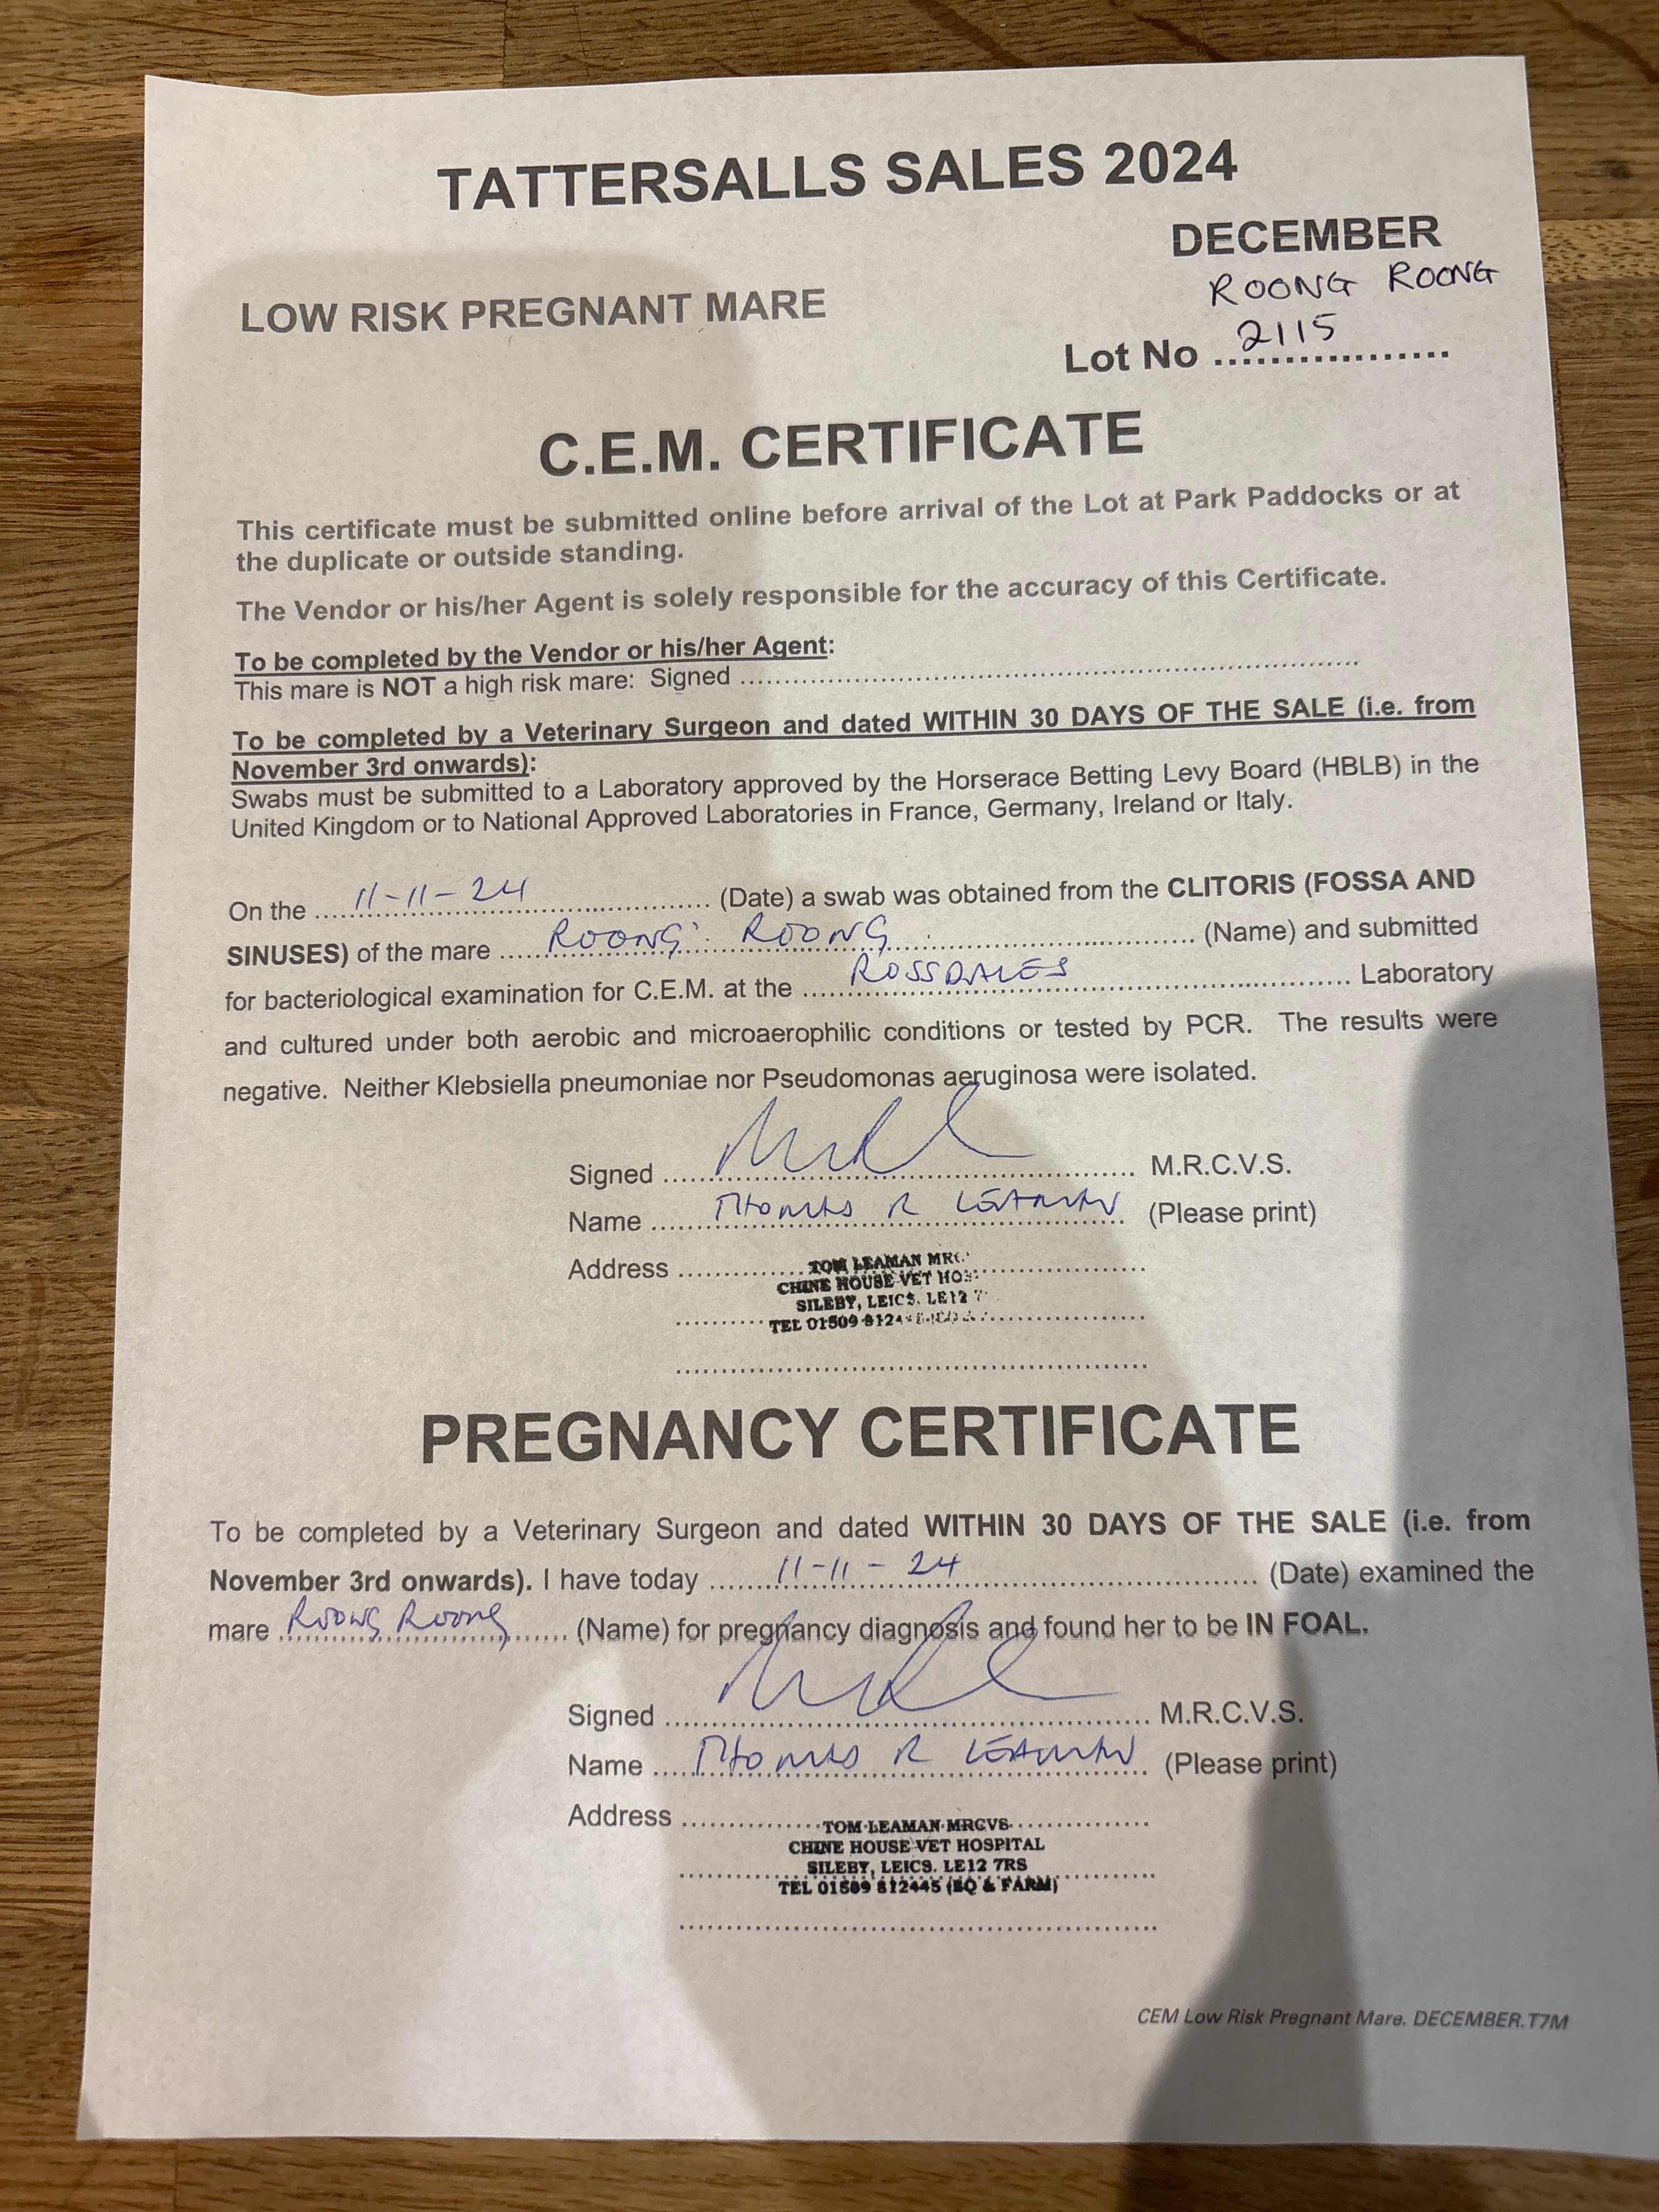 TATTERSALLS SALES 2024
DECEMBER
ROONG ROONG
LOW RISK PREGNANT MARE
Lot No 2115
C.E.M. CERTIFICATE
This certificate must be submitted online before arrival of the Lot at Park Paddocks or at
the duplicate or outside standing.
The Vendor or his/her Agent is solely responsible for the accuracy of this Certificate.
To be completed by the Vendor or his/her Agent:
This mare is NOT a high risk mare: Signed ..........
To be completed by a Veterinary Surgeon and dated WITHIN 30 DAYS OF THE SALE (i.e. from
November 3rd onwards):
Swabs must be submitted to a Laboratory approved by the Horserace Betting Levy Board (HBLB) in the
United Kingdom or to National Approved Laboratories in France, Germany, Ireland or Italy.
On the 11-11-24 (Date) a swab was obtained from the CLITORIS (FOSSA AND
SINUSES) of the mare ROONG ROONG (Name) and submitted
for bacteriological examination for C.E.M. at the ROSSDALES Laboratory
and cultured under both aerobic and microaerophilic conditions or tested by PCR. The results were
negative. Neither Klebsiella pneumoniae nor Pseudomonas aeruginosa were isolated.
Signed M.R.C.V.S.
Name THOMAS R LEAMAN (Please print)
Address TOM LEAMAN
CHINE HOUSE VET
SILEBY, LEICS. LE12
TEL 01509
PREGNANCY CERTIFICATE
To be completed by a Veterinary Surgeon and dated WITHIN 30 DAYS OF THE SALE (i.e. from
November 3rd onwards). I have today 11-11-24 (Date) examined the
mare Roong Roong (Name) for pregnancy diagnosis and found her to be IN FOAL.
Signed M.R.C.V.S.
Name THOMAS R LEAMAN (Please print)
Address TOM LEAMAN MRCVS
CHINE HOUSE VET HOSPITAL
SILEBY, LEICS. LE12 7RS
TEL 01509 812445 (EQ & FARM)
CEM Low Risk Pregnant Mare. DECEMBER.T7M